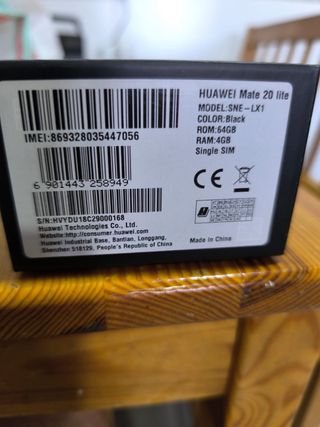 HUAWEI Mate 20 lite
MODEL:SNE-LX1
COLOR:Black
ROM:64GB
RAM:4GB
Single SIM
IMEI:869328035447056
6 901443 258949
S/N:HVYDU18C29000168
Huawei Technologies Co., Ltd.
Website:http://consumer.huawei.com
Huawei Industrial Base, Bantian, Longgang,
Shenzhen 518129, People's Republic of China
CE
Made in China